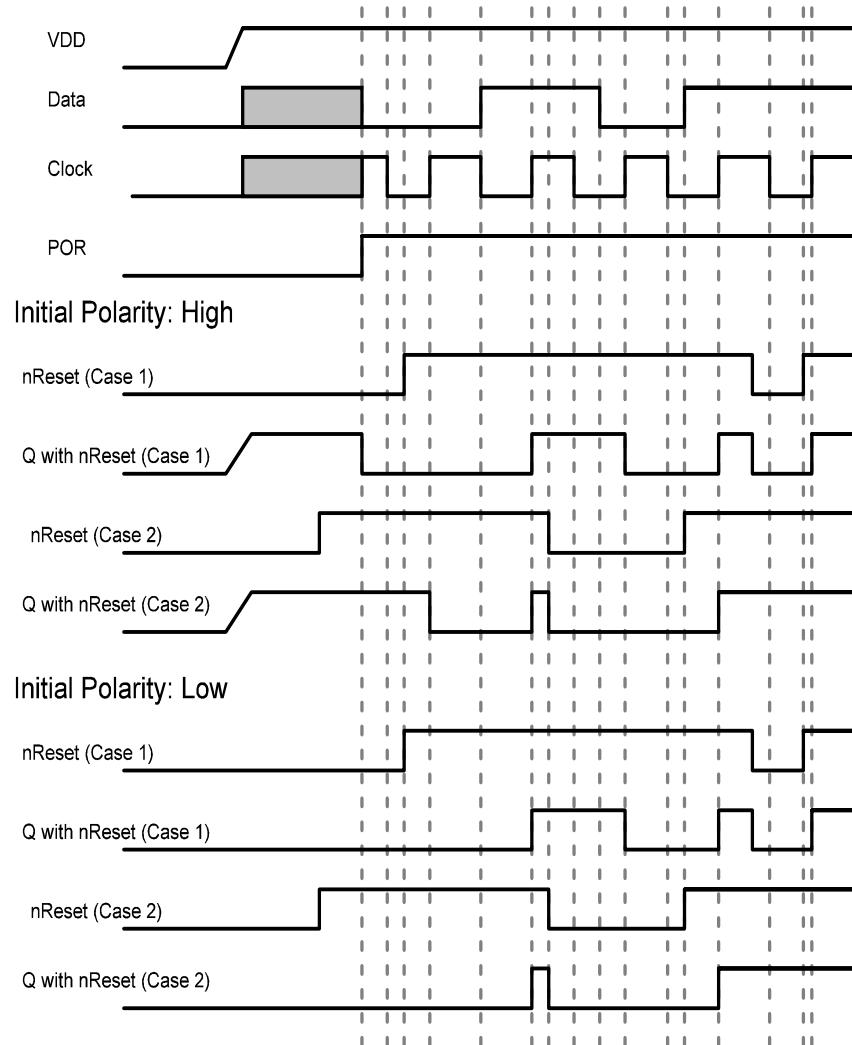 VDD
Data
Clock
POR
Initial Polarity: High
nReset (Case 1)
Q with nReset (Case 1)
nReset (Case 2)
Q with nReset (Case 2)
Initial Polarity: Low
nReset (Case 1)
Q with nReset (Case 1)
nReset (Case 2)
Q with nReset (Case 2)